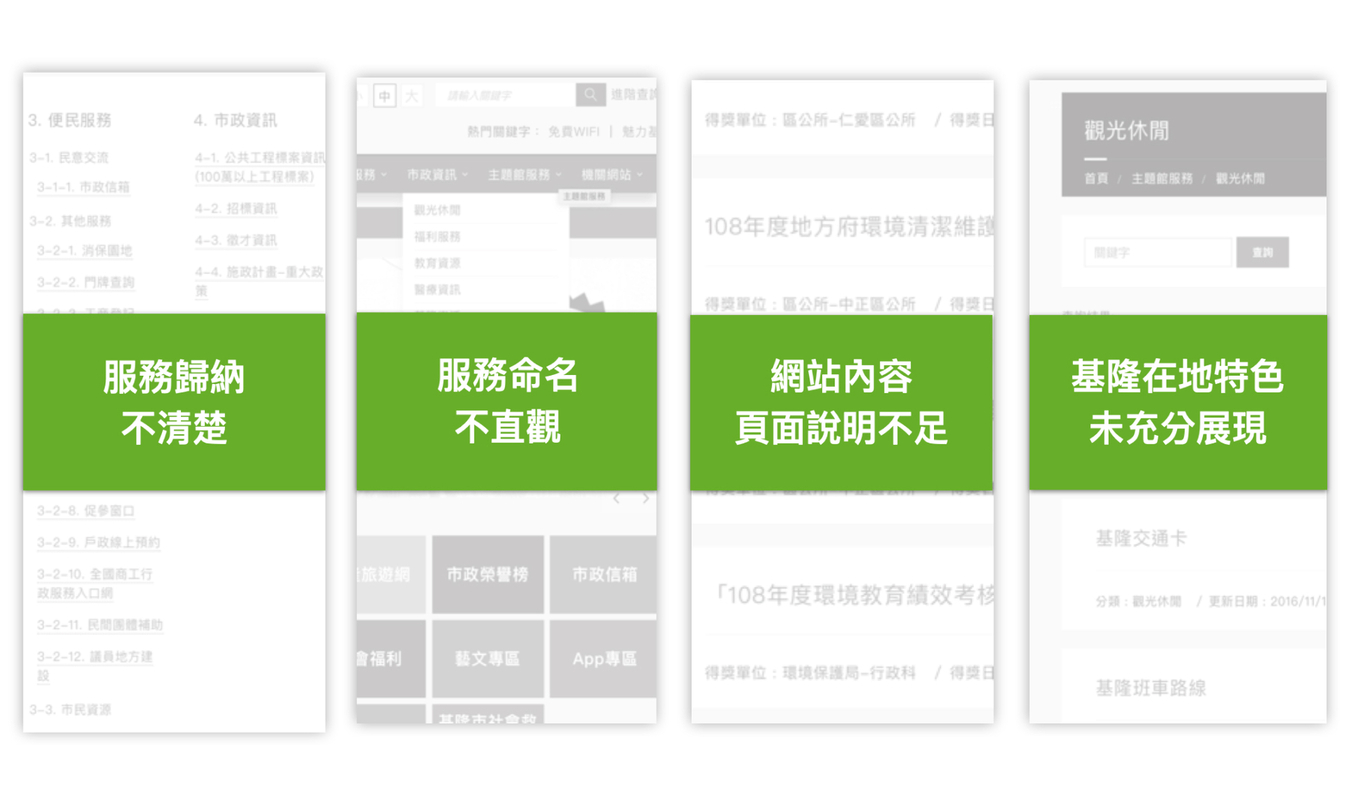 3. 便民服務
3-1. 民意交流
3-1-1. 市政信箱
3-2. 其他服務
3-2-1. 消保園地
3-2-2. 門牌查詢
4. 市政資訊
4-1. 公共工程標案資訊
(100萬以上工程標案)
4-2. 招標資訊
4-3. 徵才資訊
4-4. 施政計畫-重大政
策
服務歸納
不清楚
3-2-8. 促參窗口
3-2-9. 戶政線上預約
3-2-10. 全國商工行
政服務入口網
3-2-11. 民間團體補助
3-2-12. 議員地方建
設
3-3. 市民資源
中 大 請輸入關鍵字 進階查詢
熱門關鍵字： 免費WIFI | 魅力基
服務 市政資訊 主題館服務 機關網站
主題館服務
觀光休閒
福利服務
教育資源
醫療資訊
服務命名
不直觀
旅遊網 市政榮譽榜 市政信箱
會福利 藝文專區 App專區
基隆市社會救
得獎單位：區公所-仁愛區公所 / 得獎日
108年度地方府環境清潔維護
得獎單位：區公所-中正區公所 / 得獎日
網站內容
頁面說明不足
「108年度環境教育績效考核
得獎單位：環境保護局-行政科 / 得獎日
觀光休閒
首頁 / 主題館服務 / 觀光休閒
關鍵字 查詢
基隆在地特色
未充分展現
基隆交通卡
分類：觀光休閒 / 更新日期：2016/11/1
基隆班車路線